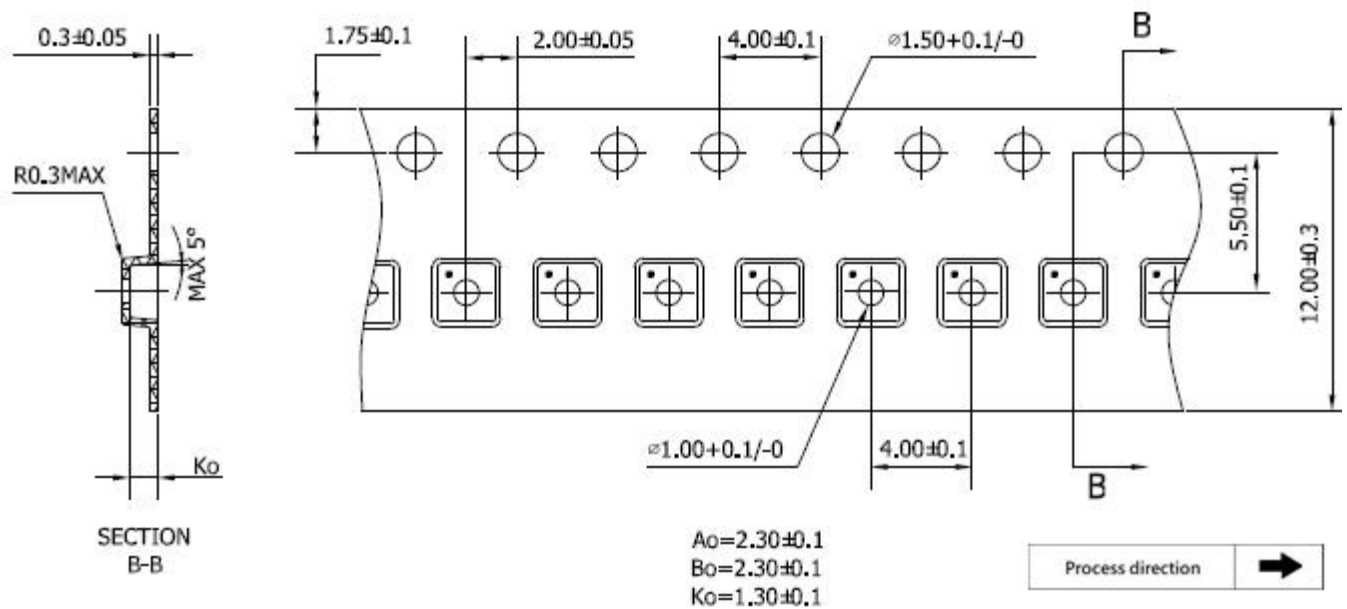 0.3±0.05
1.75±0.1
2.00±0.05
4.00±0.1
⌀1.50+0.1/-0
B
R0.3MAX
MAX 5°
5.50±0.1
12.00±0.3
⌀1.00+0.1/-0
4.00±0.1
B
Ko
SECTION
B-B
Ao=2.30±0.1
Bo=2.30±0.1
Ko=1.30±0.1
Process direction